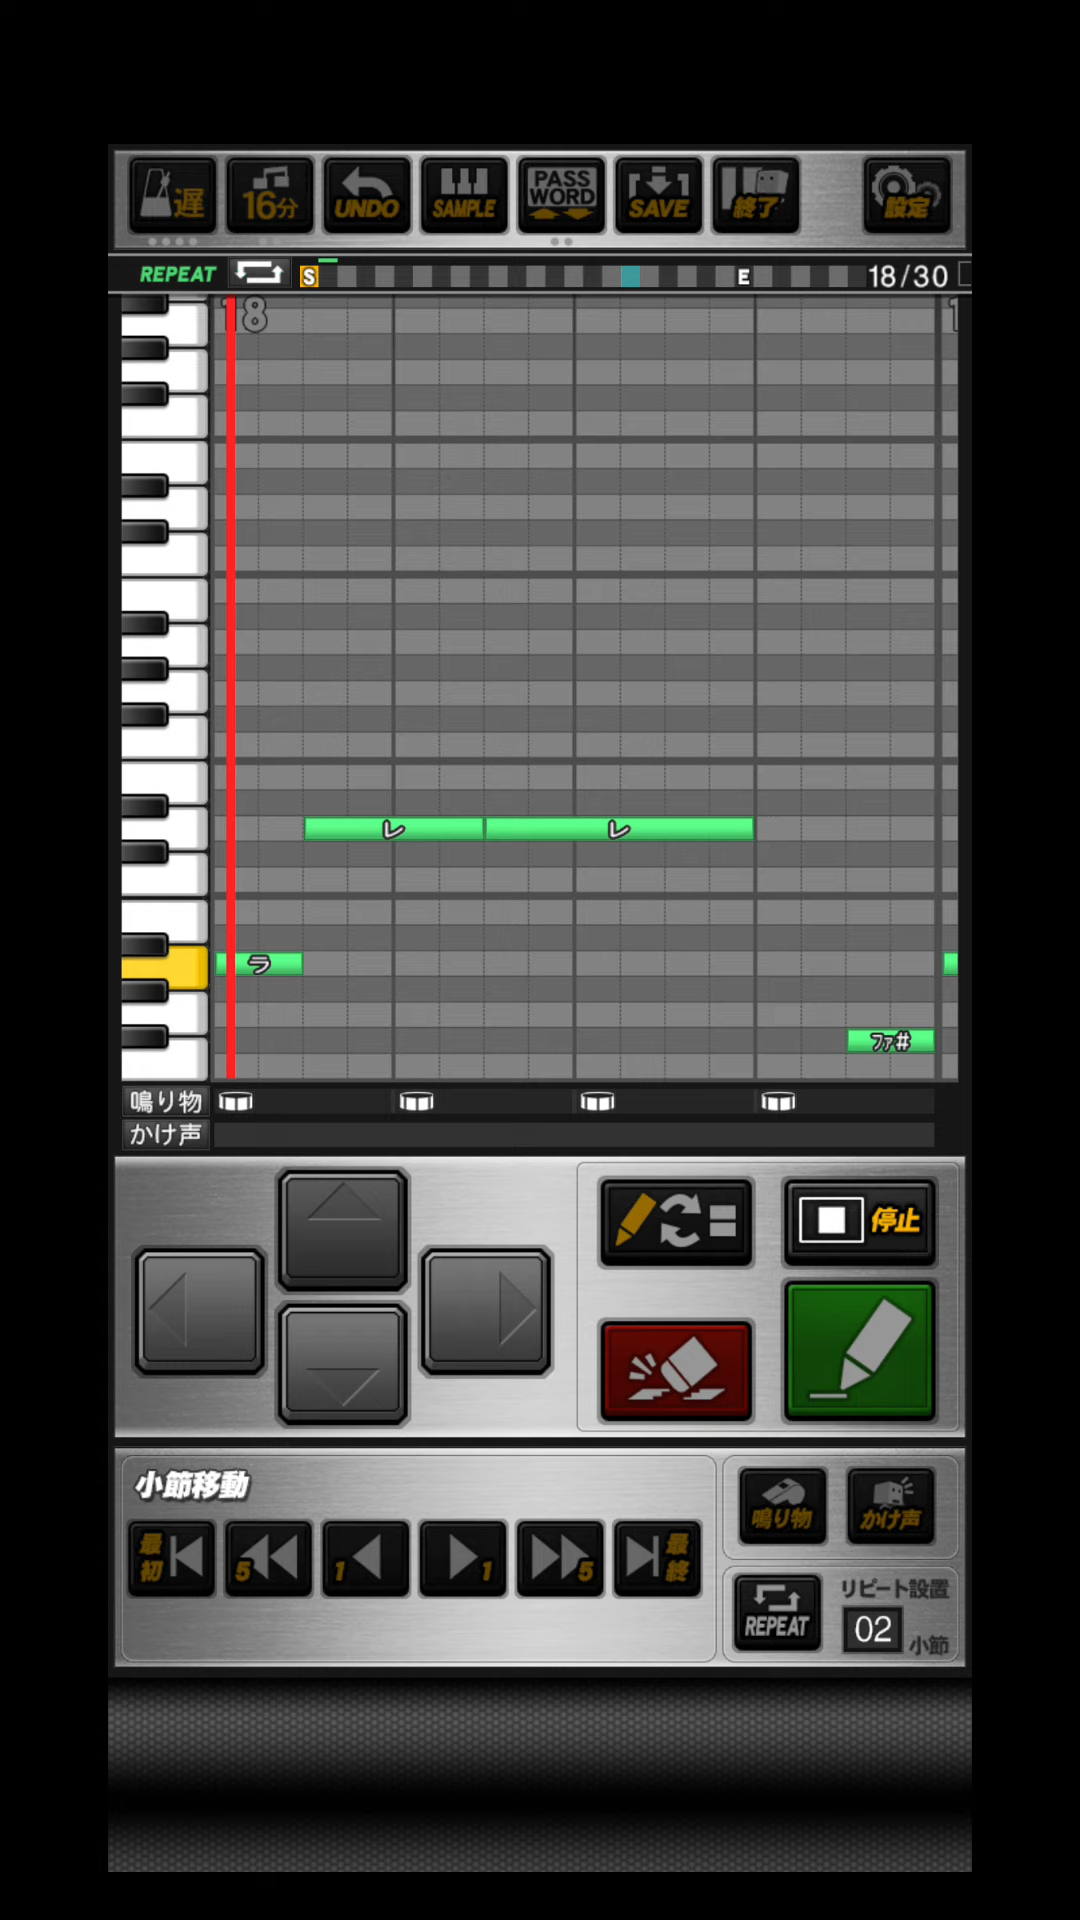 遅 16分 UNDO SAMPLE PASS WORD SAVE 終了 設定
REPEAT S E 18/30
18
レ レ
ラ
ファ#
鳴り物
かけ声
停止
小節移動
鳴り物 かけ声
最初 5 1 1 5 最終
REPEAT リピート設置 02 小節